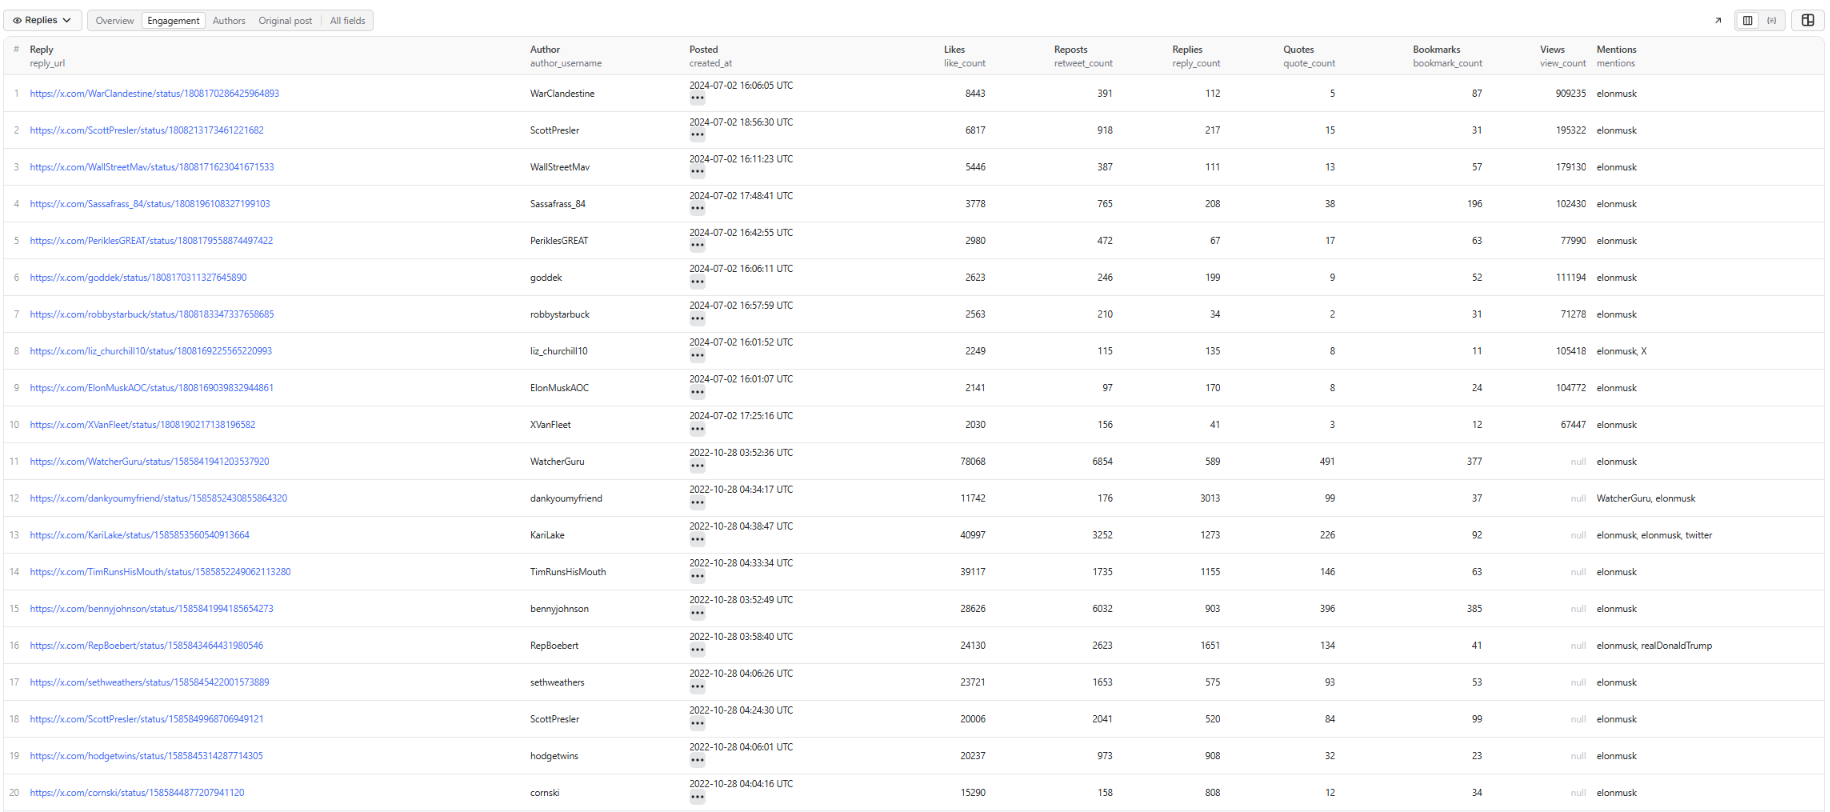 Replies Overview Engagement Authors Original post All fields
# Reply Author Posted Likes Reposts Replies Quotes Bookmarks Views Mentions
reply_url author_username created_at like_count retweet_count reply_count quote_count bookmark_count view_count mentions
1 https://x.com/WarClandestine/status/1808170286425964893 WarClandestine 2024-07-02 16:06:05 UTC 8443 391 112 5 87 909235 elonmusk
2 https://x.com/ScottPresler/status/1808213173461221682 ScottPresler 2024-07-02 18:56:30 UTC 6817 918 217 15 31 195322 elonmusk
3 https://x.com/WallStreetMav/status/1808171623041671533 WallStreetMav 2024-07-02 16:11:23 UTC 5446 387 111 13 57 179130 elonmusk
4 https://x.com/Sassafrass_84/status/1808196108327199103 Sassafrass_84 2024-07-02 17:48:41 UTC 3778 765 208 38 196 102430 elonmusk
5 https://x.com/PeriklesGREAT/status/1808179558874497422 PeriklesGREAT 2024-07-02 16:42:55 UTC 2980 472 67 17 63 77990 elonmusk
6 https://x.com/goddek/status/1808170311327645890 goddek 2024-07-02 16:06:11 UTC 2623 246 199 9 52 111194 elonmusk
7 https://x.com/robbystarbuck/status/1808183347337658685 robbystarbuck 2024-07-02 16:57:59 UTC 2563 210 34 2 31 71278 elonmusk
8 https://x.com/liz_churchill10/status/1808169225565220993 liz_churchill10 2024-07-02 16:01:52 UTC 2249 115 135 8 11 105418 elonmusk, X
9 https://x.com/ElonMuskAOC/status/1808169039832944861 ElonMuskAOC 2024-07-02 16:01:07 UTC 2141 97 170 8 24 104772 elonmusk
10 https://x.com/XVanFleet/status/1808190217138196582 XVanFleet 2024-07-02 17:25:16 UTC 2030 156 41 3 12 67447 elonmusk
11 https://x.com/WatcherGuru/status/1585841941203537920 WatcherGuru 2022-10-28 03:52:36 UTC 78068 6854 589 491 377 null elonmusk
12 https://x.com/dankyoumyfriend/status/1585852430855864320 dankyoumyfriend 2022-10-28 04:34:17 UTC 11742 176 3013 99 37 null WatcherGuru, elonmusk
13 https://x.com/KariLake/status/1585853560540913664 KariLake 2022-10-28 04:38:47 UTC 40997 3252 1273 226 92 null elonmusk, elonmusk, twitter
14 https://x.com/TimRunsHisMouth/status/1585852249062113280 TimRunsHisMouth 2022-10-28 04:33:34 UTC 39117 1735 1155 146 63 null elonmusk
15 https://x.com/bennyjohnson/status/1585841994185654273 bennyjohnson 2022-10-28 03:52:49 UTC 28626 6032 903 396 385 null elonmusk
16 https://x.com/RepBoebert/status/1585843464431980546 RepBoebert 2022-10-28 03:58:40 UTC 24130 2623 1651 134 41 null elonmusk, realDonaldTrump
17 https://x.com/sethweathers/status/1585845422001573889 sethweathers 2022-10-28 04:06:26 UTC 23721 1653 575 93 53 null elonmusk
18 https://x.com/ScottPresler/status/1585849968706949121 ScottPresler 2022-10-28 04:24:30 UTC 20006 2041 520 84 99 null elonmusk
19 https://x.com/hodgetwins/status/1585845314287714305 hodgetwins 2022-10-28 04:06:01 UTC 20237 973 908 32 23 null elonmusk
20 https://x.com/cornski/status/1585844877207941120 cornski 2022-10-28 04:04:16 UTC 15290 158 808 12 34 null elonmusk